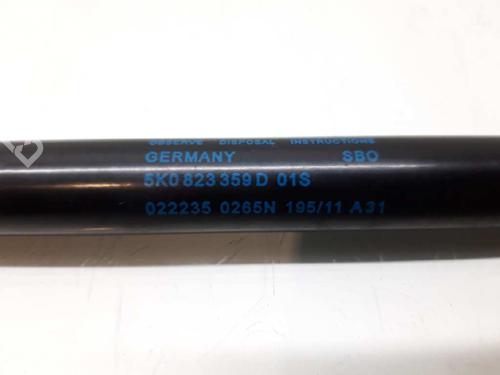 OBSERVE DISPOSAL INSTRUCTIONS
GERMANY SBO
5K0 823 359 D 01S
022235 0265N 195/11 A31